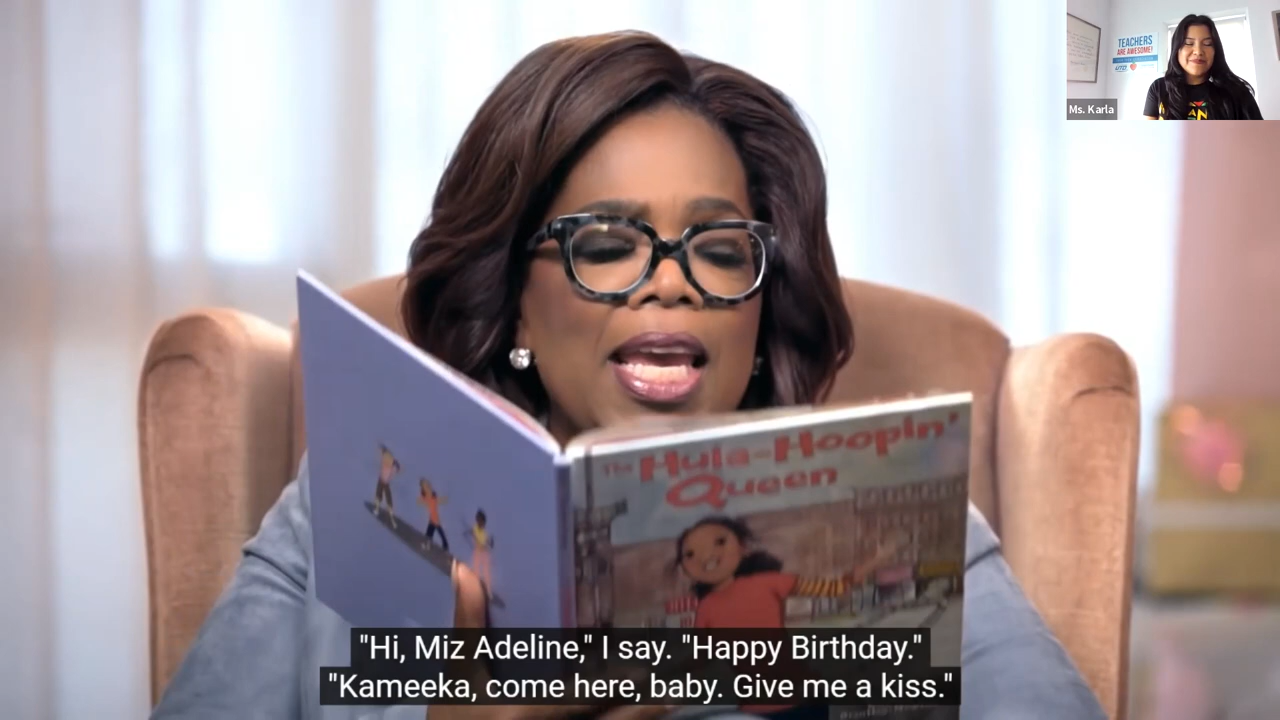 TEACHERS
ARE AWESOME!
Ms. Karla
The Hula-Hoopin'
Queen
"Hi, Miz Adeline," I say. "Happy Birthday."
"Kameeka, come here, baby. Give me a kiss."